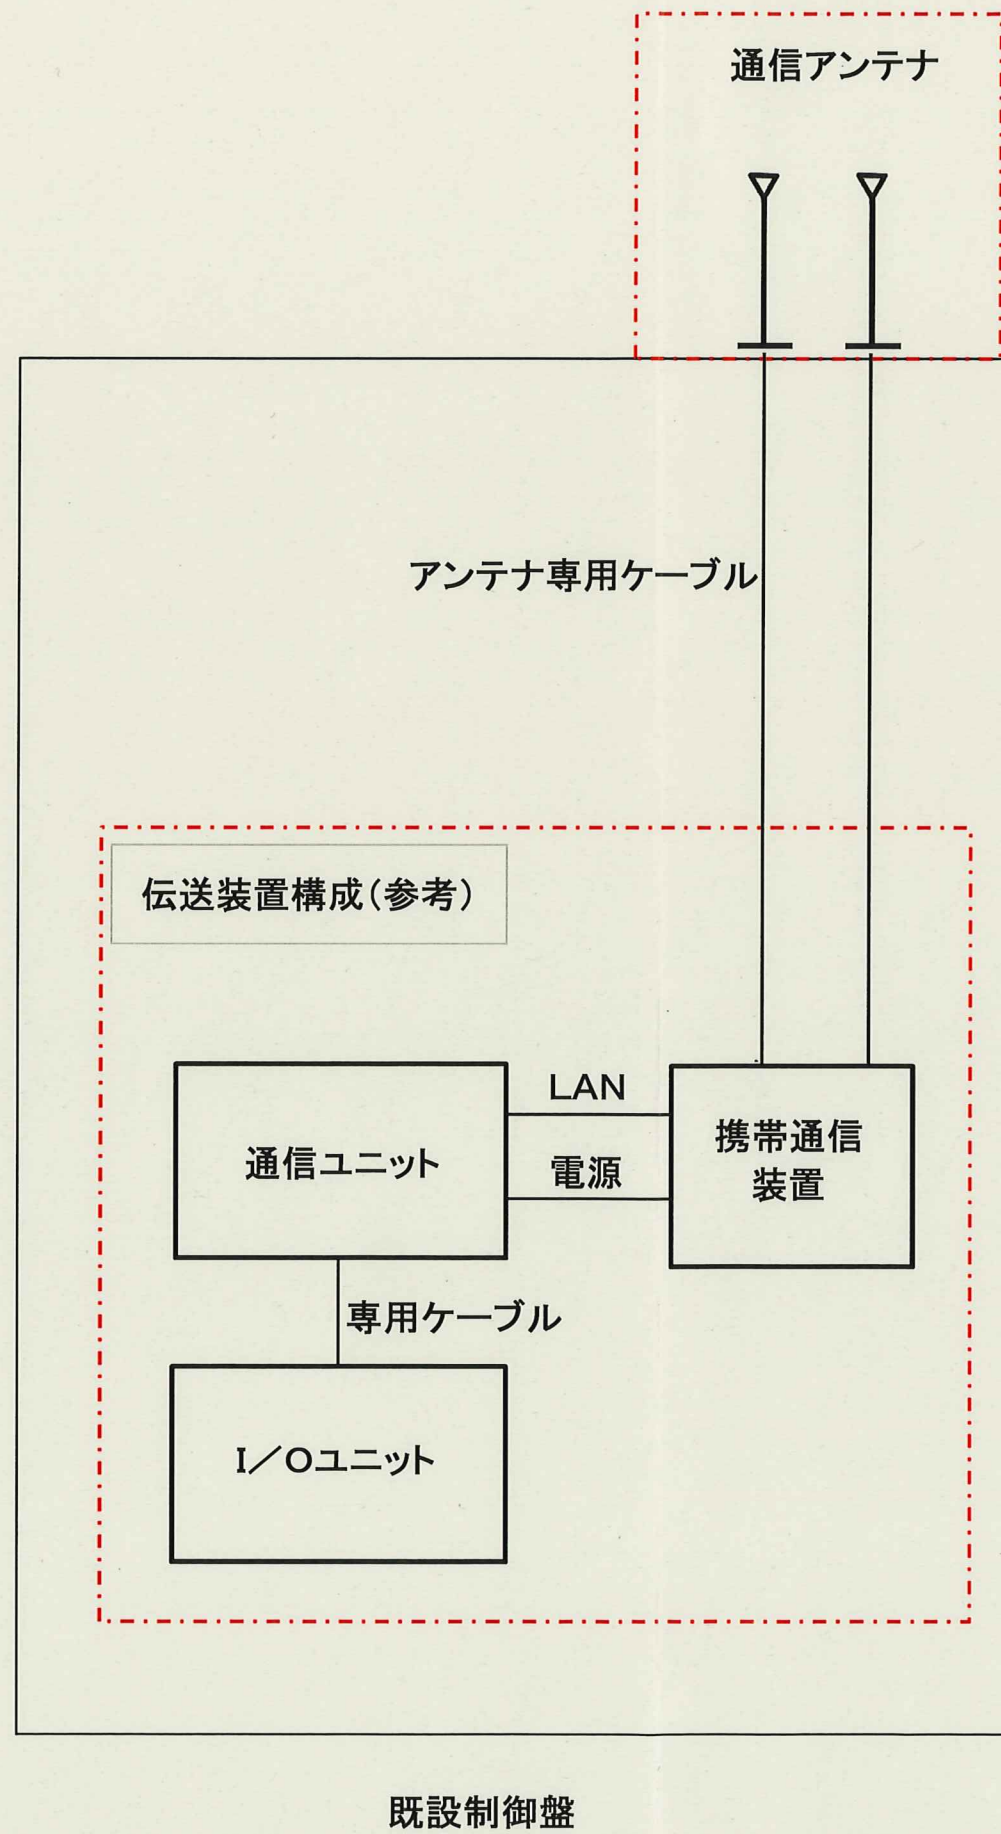 通信アンテナ
アンテナ専用ケーブル
伝送装置構成(参考)
LAN
通信ユニット
電源
携帯通信
装置
専用ケーブル
I／Oユニット
既設制御盤